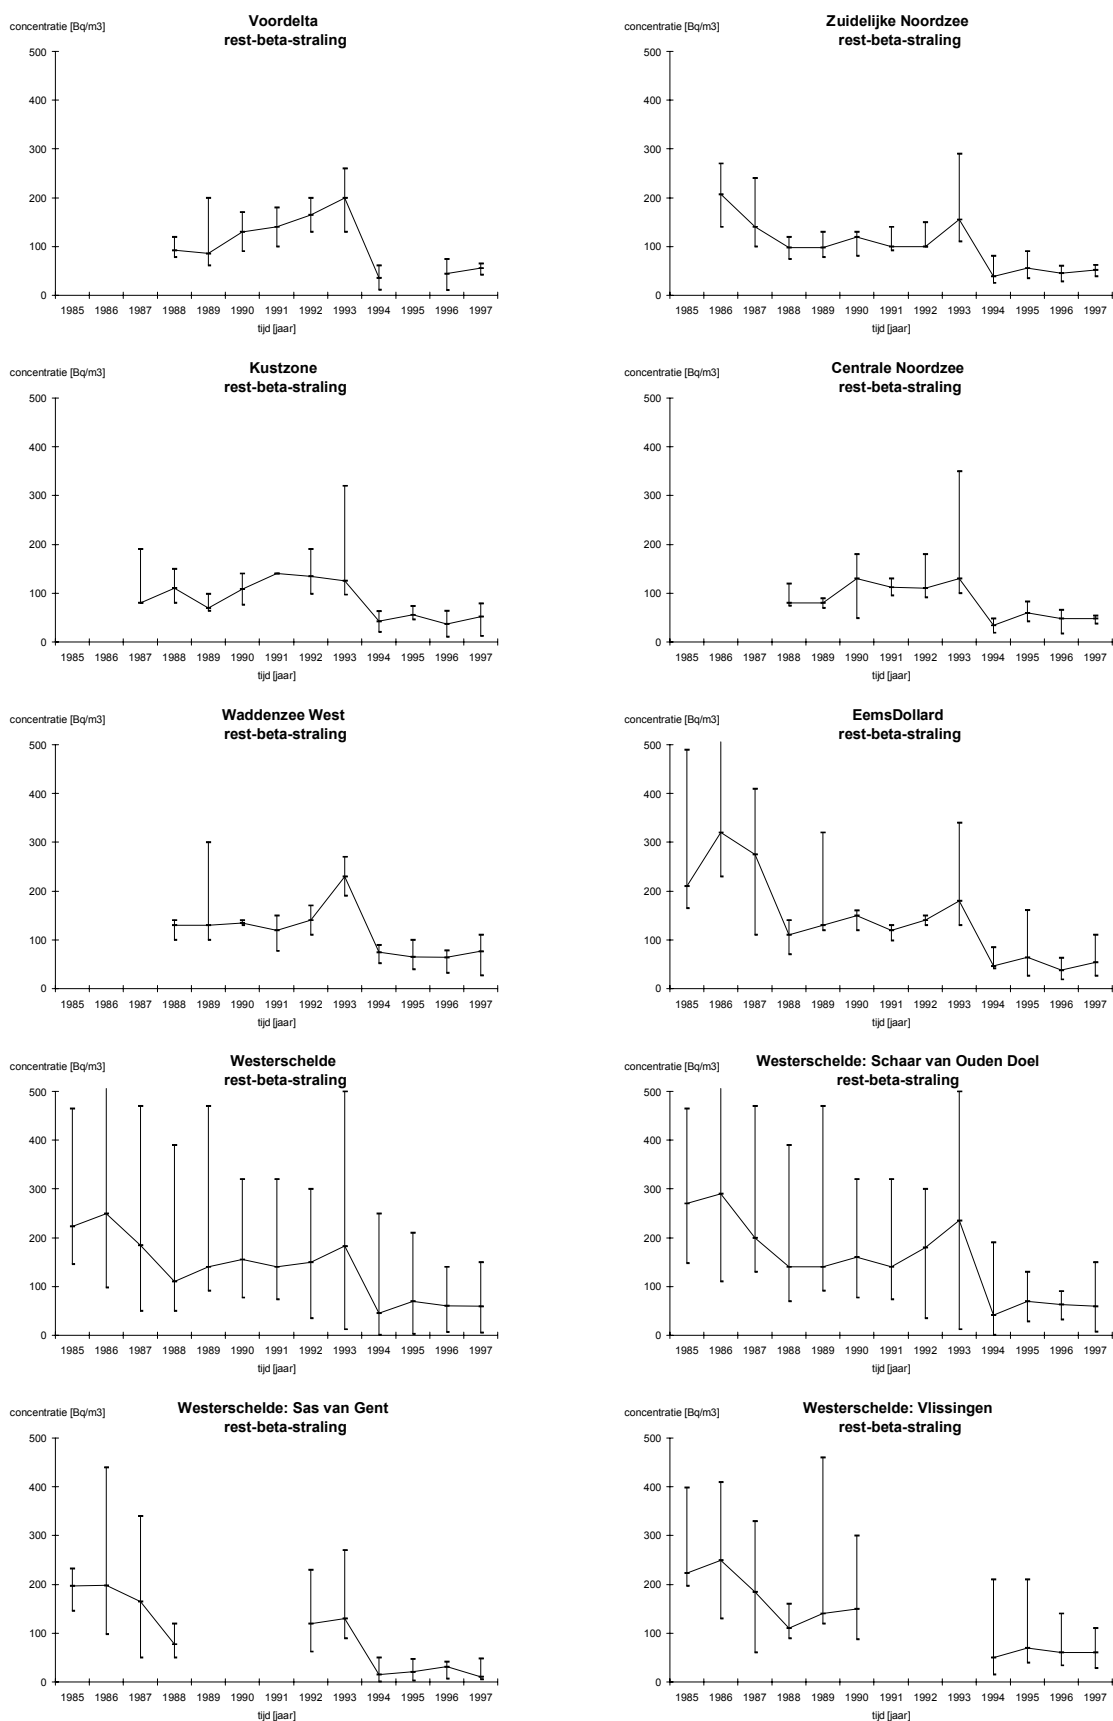 Voordelta
rest-beta-straling
concentratie [Bq/m3]
500
400
300
200
100
0
1985 1986 1987 1988 1989 1990 1991 1992 1993 1994 1995 1996 1997
tijd [jaar]
Zuidelijke Noordzee
rest-beta-straling
concentratie [Bq/m3]
500
400
300
200
100
0
1985 1986 1987 1988 1989 1990 1991 1992 1993 1994 1995 1996 1997
tijd [jaar]
Kustzone
rest-beta-straling
concentratie [Bq/m3]
500
400
300
200
100
0
1985 1986 1987 1988 1989 1990 1991 1992 1993 1994 1995 1996 1997
tijd [jaar]
Centrale Noordzee
rest-beta-straling
concentratie [Bq/m3]
500
400
300
200
100
0
1985 1986 1987 1988 1989 1990 1991 1992 1993 1994 1995 1996 1997
tijd [jaar]
Waddenzee West
rest-beta-straling
concentratie [Bq/m3]
500
400
300
200
100
0
1985 1986 1987 1988 1989 1990 1991 1992 1993 1994 1995 1996 1997
tijd [jaar]
EemsDollard
rest-beta-straling
concentratie [Bq/m3]
500
400
300
200
100
0
1985 1986 1987 1988 1989 1990 1991 1992 1993 1994 1995 1996 1997
tijd [jaar]
Westerschelde
rest-beta-straling
concentratie [Bq/m3]
500
400
300
200
100
0
1985 1986 1987 1988 1989 1990 1991 1992 1993 1994 1995 1996 1997
tijd [jaar]
Westerschelde: Schaar van Ouden Doel
rest-beta-straling
concentratie [Bq/m3]
500
400
300
200
100
0
1985 1986 1987 1988 1989 1990 1991 1992 1993 1994 1995 1996 1997
tijd [jaar]
Westerschelde: Sas van Gent
rest-beta-straling
concentratie [Bq/m3]
500
400
300
200
100
0
1985 1986 1987 1988 1989 1990 1991 1992 1993 1994 1995 1996 1997
tijd [jaar]
Westerschelde: Vlissingen
rest-beta-straling
concentratie [Bq/m3]
500
400
300
200
100
0
1985 1986 1987 1988 1989 1990 1991 1992 1993 1994 1995 1996 1997
tijd [jaar]